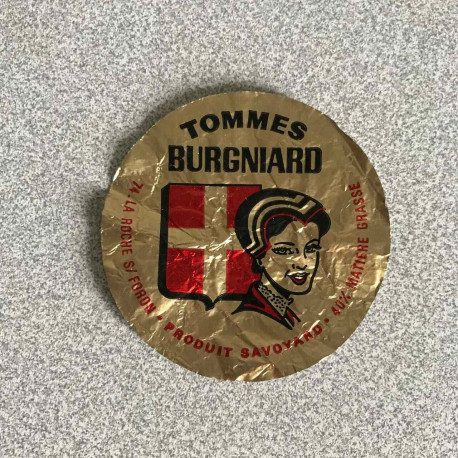 TOMMES
BURGNIARD
74. LA ROCHE S/ FORON • PRODUIT SAVOYARD • 40% MATIERE GRASSE